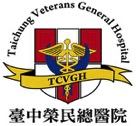 Taichung Veterans General Hospital
TCVGH
臺中榮民總醫院